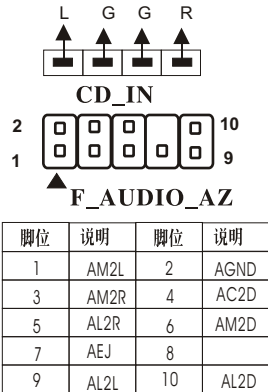 L G G R
CD_IN
2 10
1 9
F_AUDIO_AZ
脚位 说明 脚位 说明
1 AM2L 2 AGND
3 AM2R 4 AC2D
5 AL2R 6 AM2D
7 AEJ 8
9 AL2L 10 AL2D